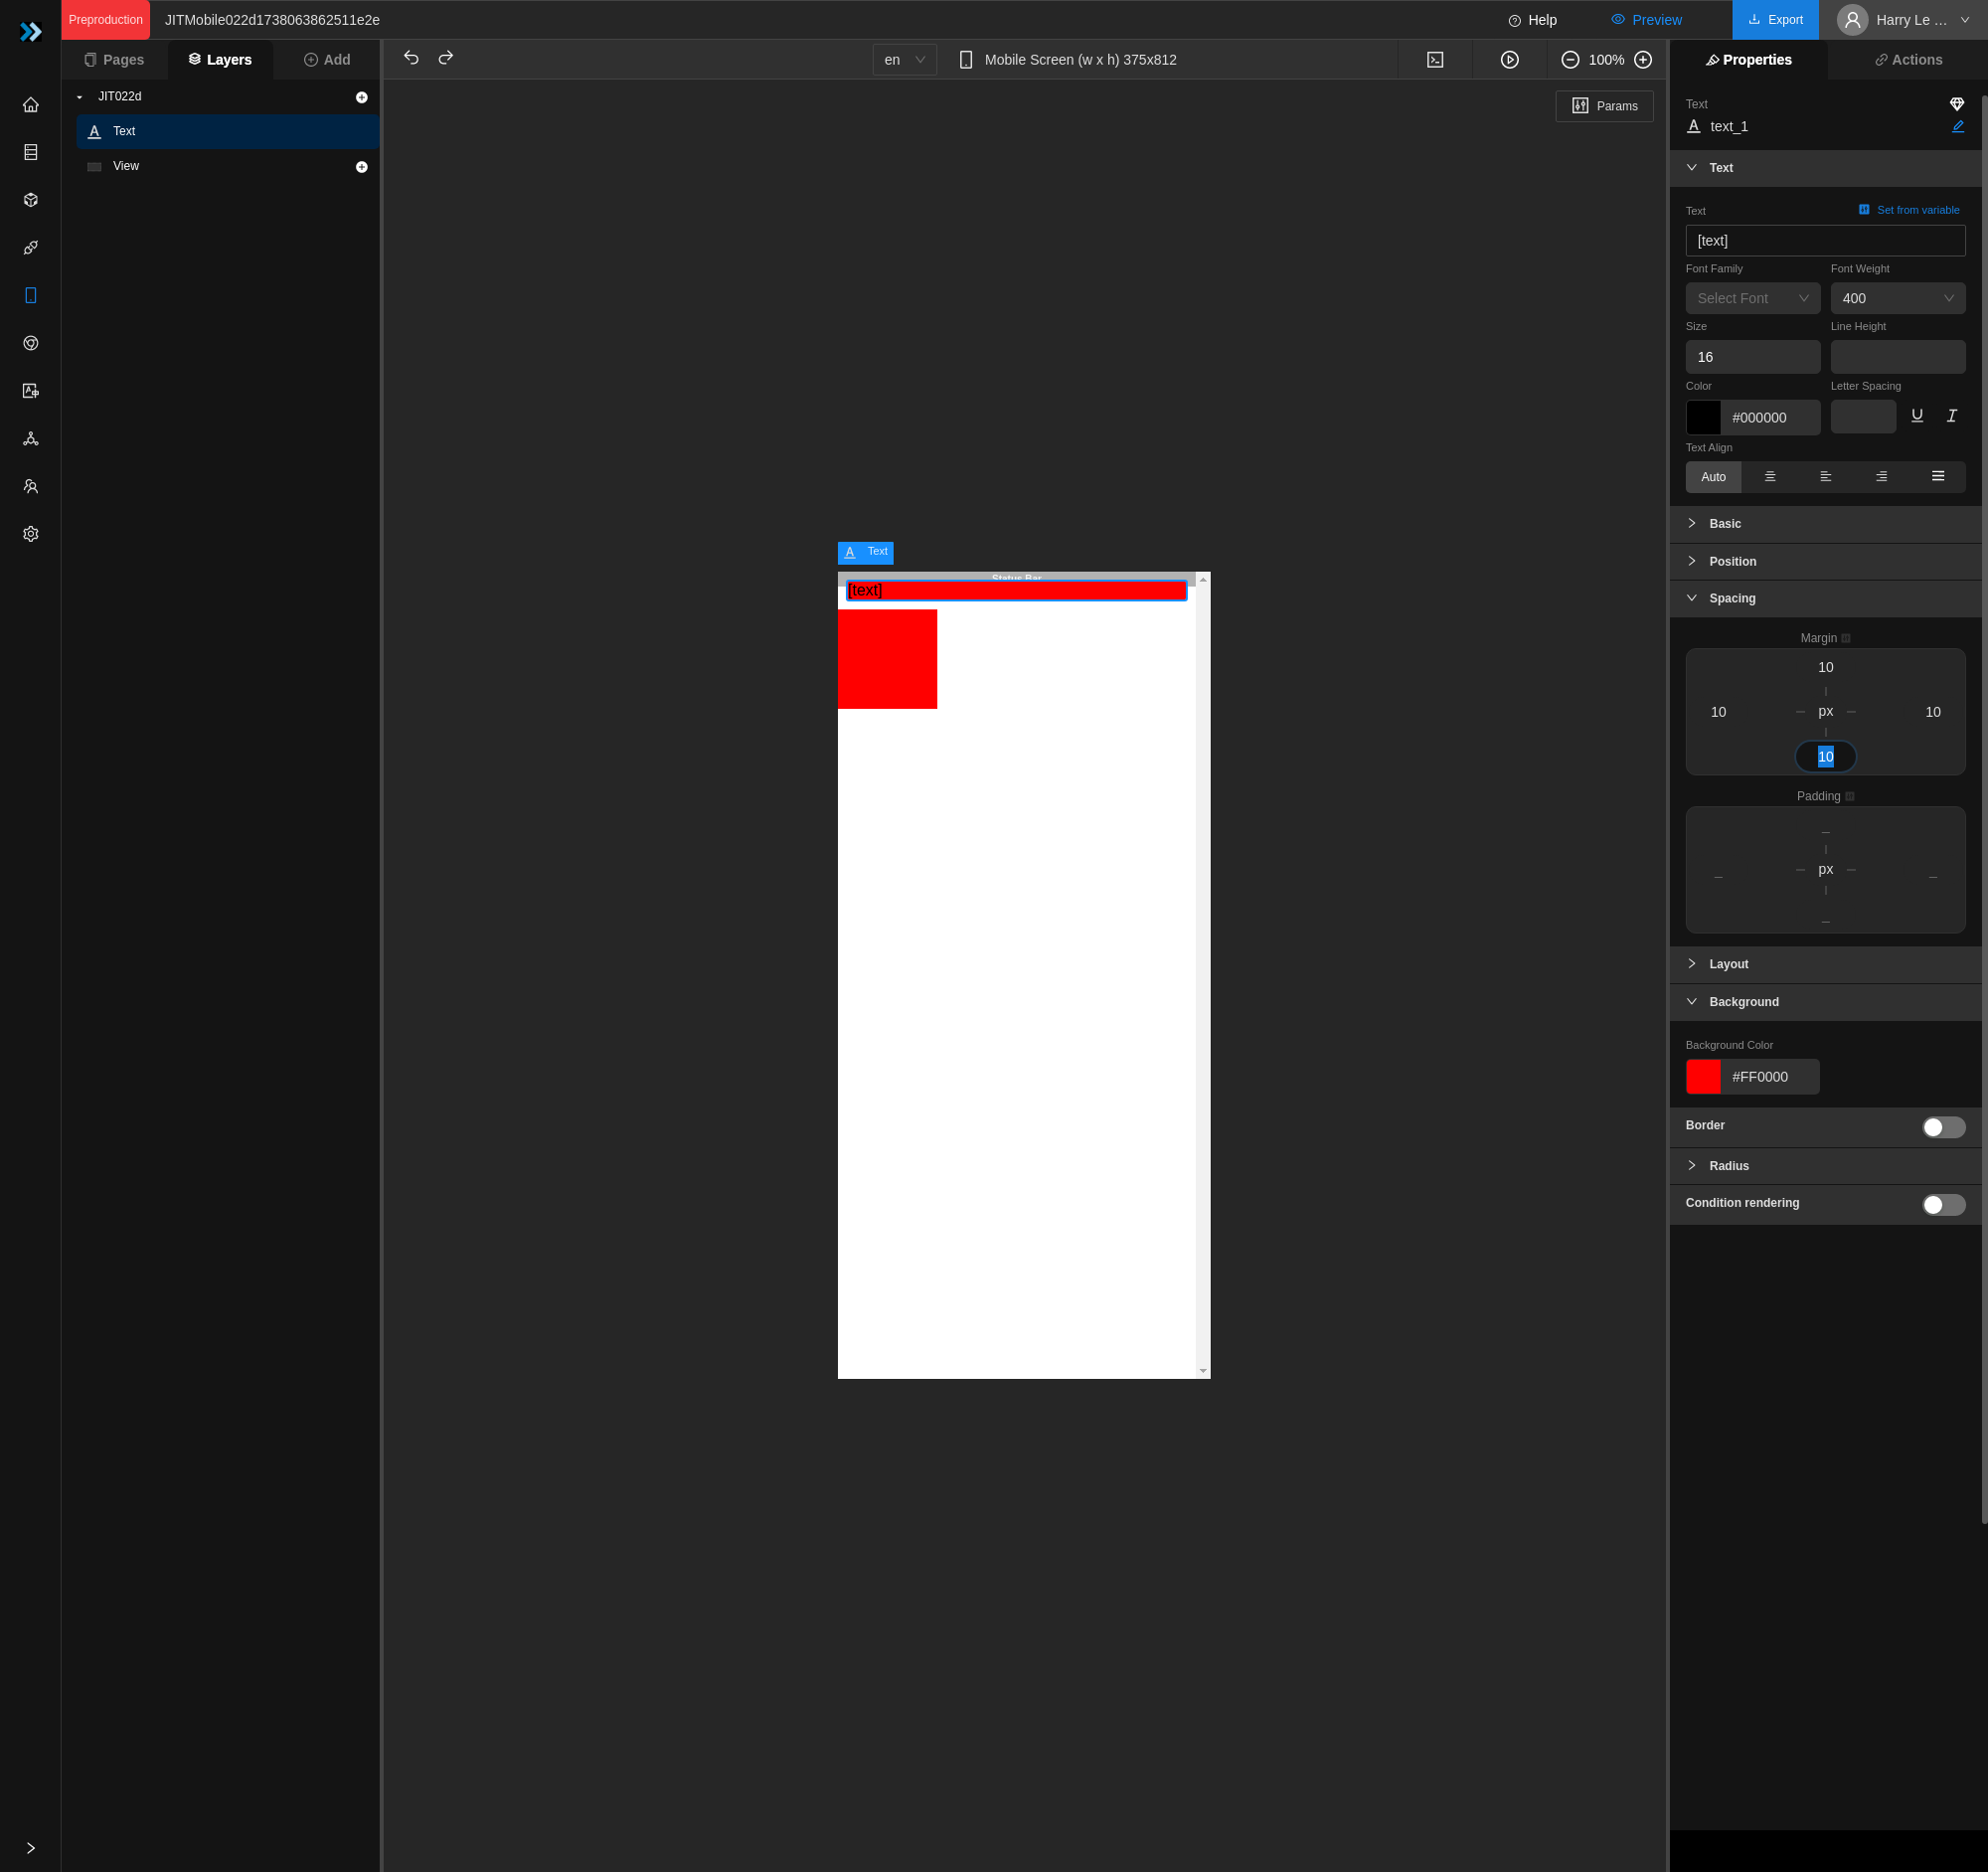 Preproduction
JITMobile022d1738063862511e2e
Help
Preview
Export
Harry Le ...
Pages
Layers
Add
en
Mobile Screen (w x h) 375x812
100%
Properties
Actions
JIT022d
Text
View
Params
Text
text_1
Text
Text
Set from variable
[text]
Font Family
Font Weight
Select Font
400
Size
Line Height
16
Color
Letter Spacing
#000000
Text Align
Auto
Basic
Position
Spacing
Margin
10
10
px
10
10
Padding
px
Layout
Background
Background Color
#FF0000
Border
Radius
Condition rendering
Text
Status Bar
[text]